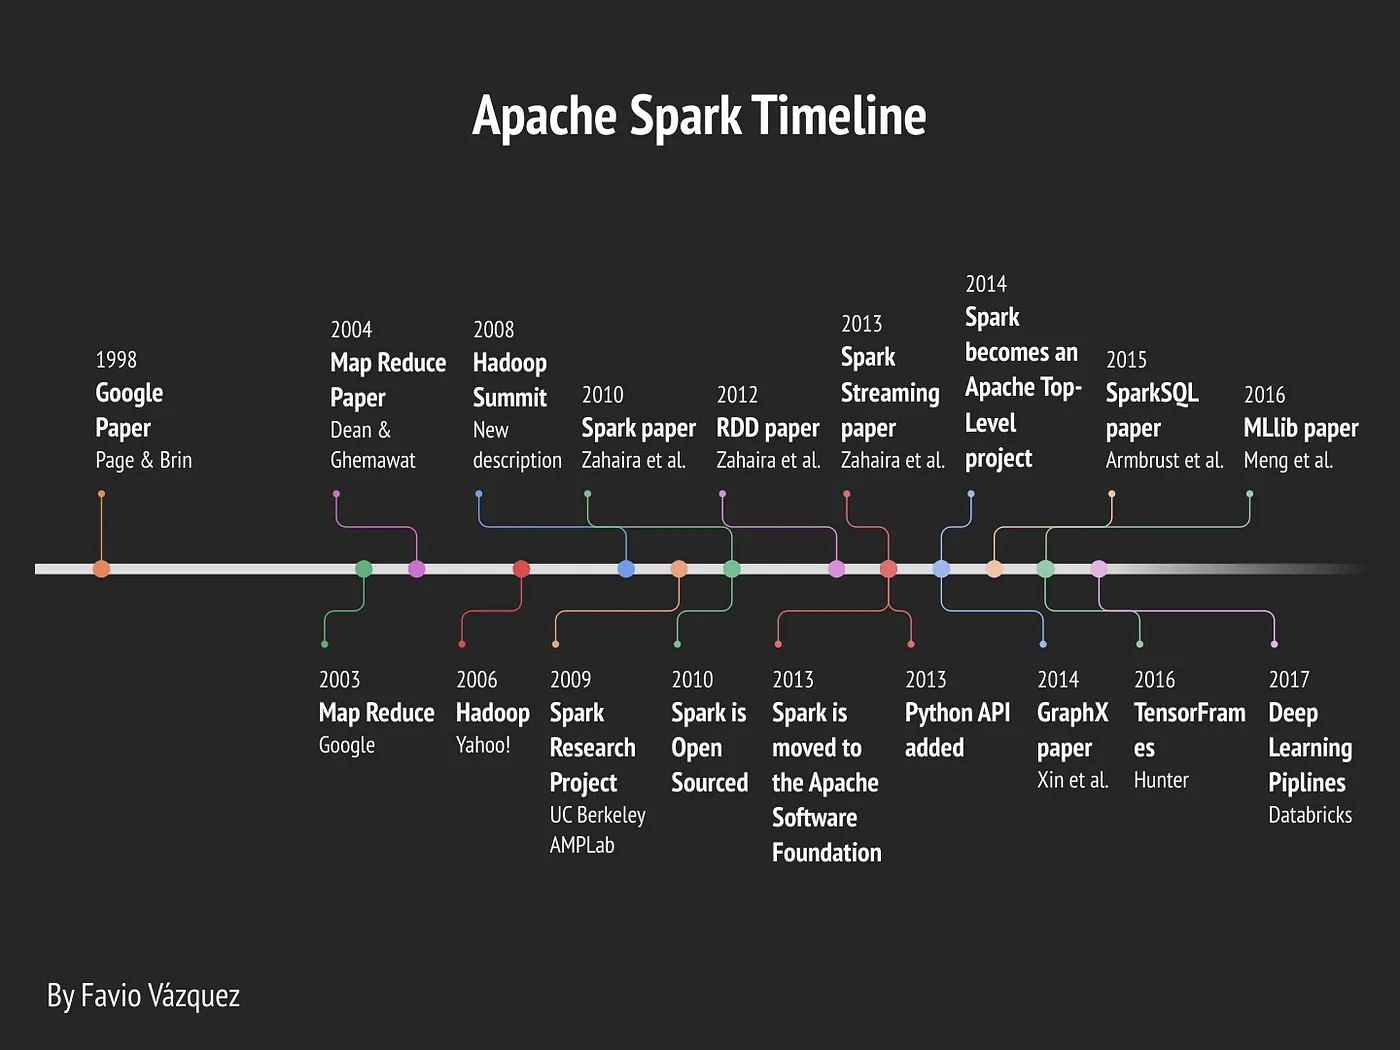 Apache Spark Timeline
1998
Google
Paper
Page & Brin
2004
Map Reduce
Paper
Dean &
Ghemawat
2008
Hadoop
Summit
New
description
2010
Spark paper
Zahaira et al.
2012
RDD paper
Zahaira et al.
2013
Spark
Streaming
paper
Zahaira et al.
2014
Spark
becomes an
Apache Top-
Level
project
2015
SparkSQL
paper
Armbrust et al.
2016
MLlib paper
Meng et al.
2003
Map Reduce
Google
2006
Hadoop
Yahoo!
2009
Spark
Research
Project
UC Berkeley
AMPLab
2010
Spark is
Open
Sourced
2013
Spark is
moved to
the Apache
Software
Foundation
2013
Python API
added
2014
GraphX
paper
Xin et al.
2016
TensorFram
es
Hunter
2017
Deep
Learning
Piplines
Databricks
By Favio Vázquez